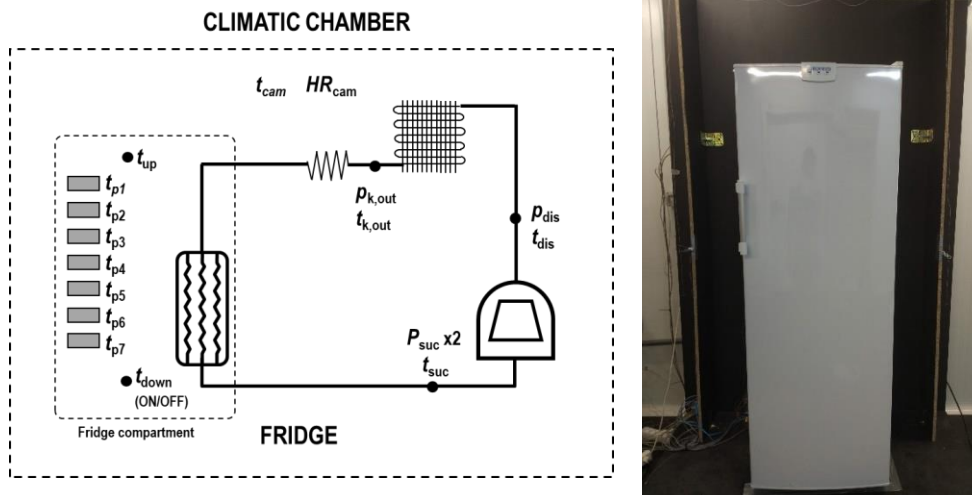 CLIMATIC CHAMBER
t_cam HR_cam
t_up
t_p1
t_p2
t_p3
t_p4
t_p5
t_p6
t_p7
t_down
(ON/OFF)
Fridge compartment
p_k,out
t_k,out
p_dis
t_dis
P_suc x2
t_suc
FRIDGE